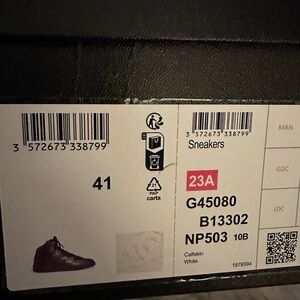 3 572673 338799
41
PAP
carta
3 572673 338799
Sneakers
23A
G45080
B13302
NP503 10B
Calfskin
White
1979394
MAN.
GDC
LDC